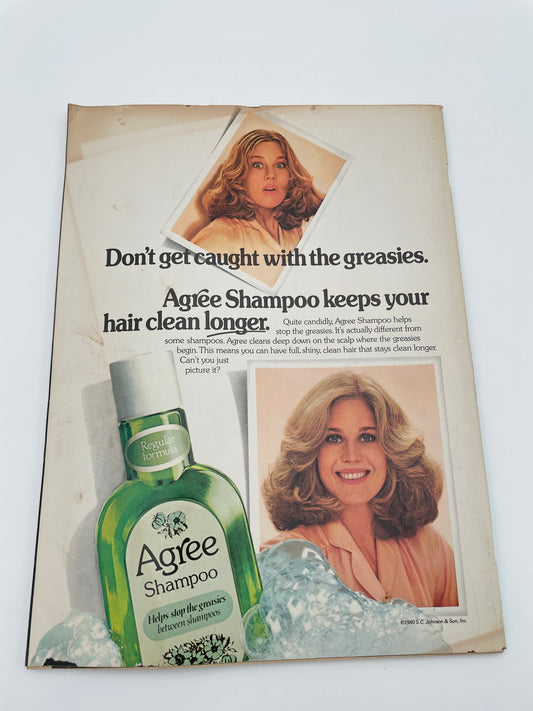 Don't get caught with the greasies.
Agree Shampoo keeps your
hair clean longer. Quite candidly, Agree Shampoo helps
stop the greasies. It's actually different from
some shampoos. Agree cleans deep down on the scalp where the greasies
begin. This means you can have full, shiny, clean hair that stays clean longer.
Can't you just
picture it?
Regular
formula
Agree
Shampoo
Helps stop the greasies
between shampoos
©1980 S.C. Johnson & Son, Inc.